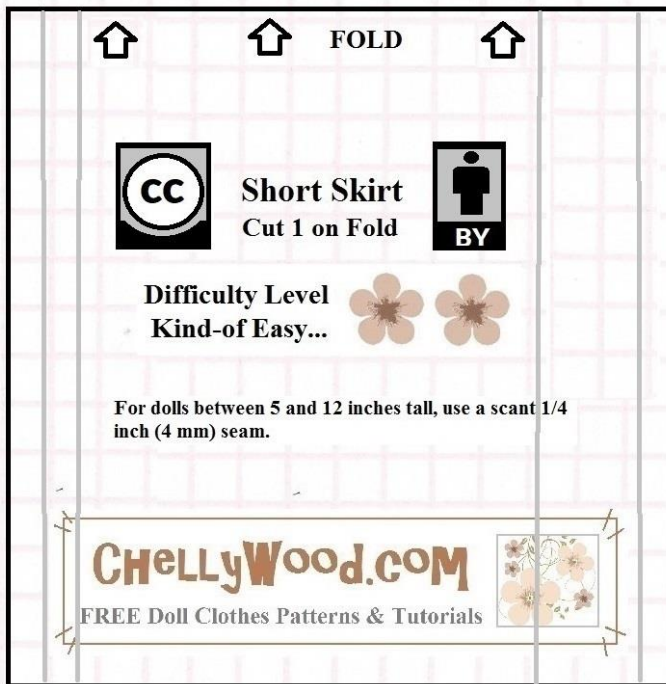 FOLD
CC
BY
Short Skirt
Cut 1 on Fold
Difficulty Level
Kind-of Easy...
For dolls between 5 and 12 inches tall, use a scant 1/4
inch (4 mm) seam.
CHeLLyWood.coM
FREE Doll Clothes Patterns & Tutorials